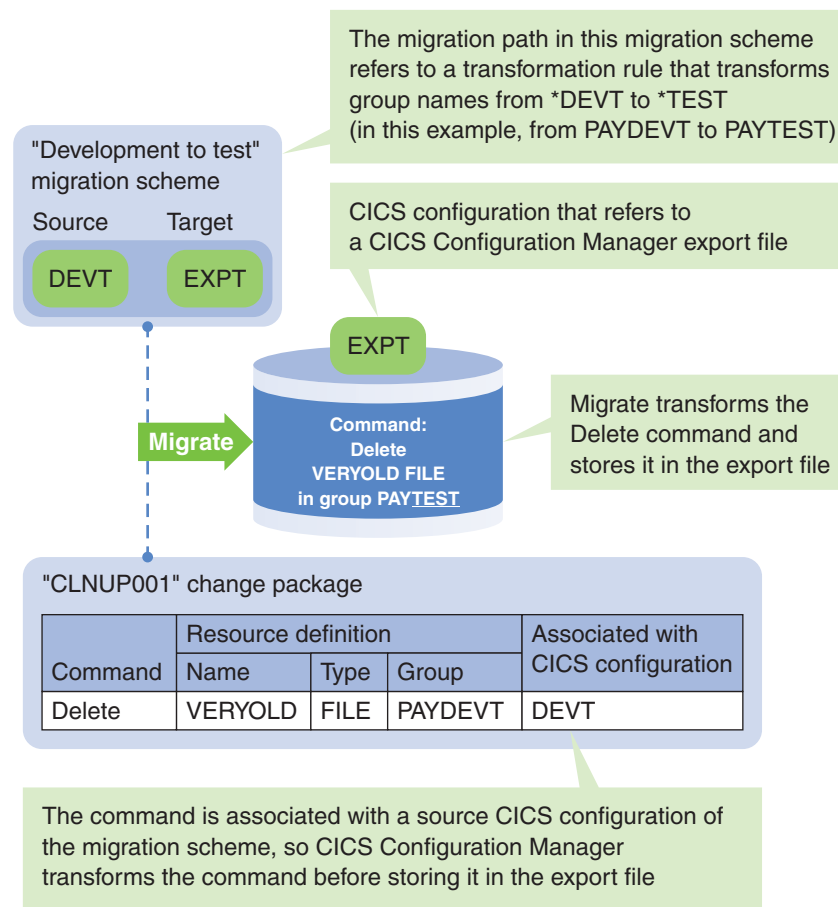 The migration path in this migration scheme
refers to a transformation rule that transforms
group names from *DEVT to *TEST
(in this example, from PAYDEVT to PAYTEST)
"Development to test"
migration scheme
Source Target
DEVT EXPT
CICS configuration that refers to
a CICS Configuration Manager export file
EXPT
Migrate
Command:
Delete
VERYOLD FILE
in group PAYTEST
Migrate transforms the
Delete command and
stores it in the export file
"CLNUP001" change package
Command
Resource definition
Name Type Group
Associated with
CICS configuration
Delete VERYOLD FILE PAYDEVT DEVT
The command is associated with a source CICS configuration of
the migration scheme, so CICS Configuration Manager
transforms the command before storing it in the export file